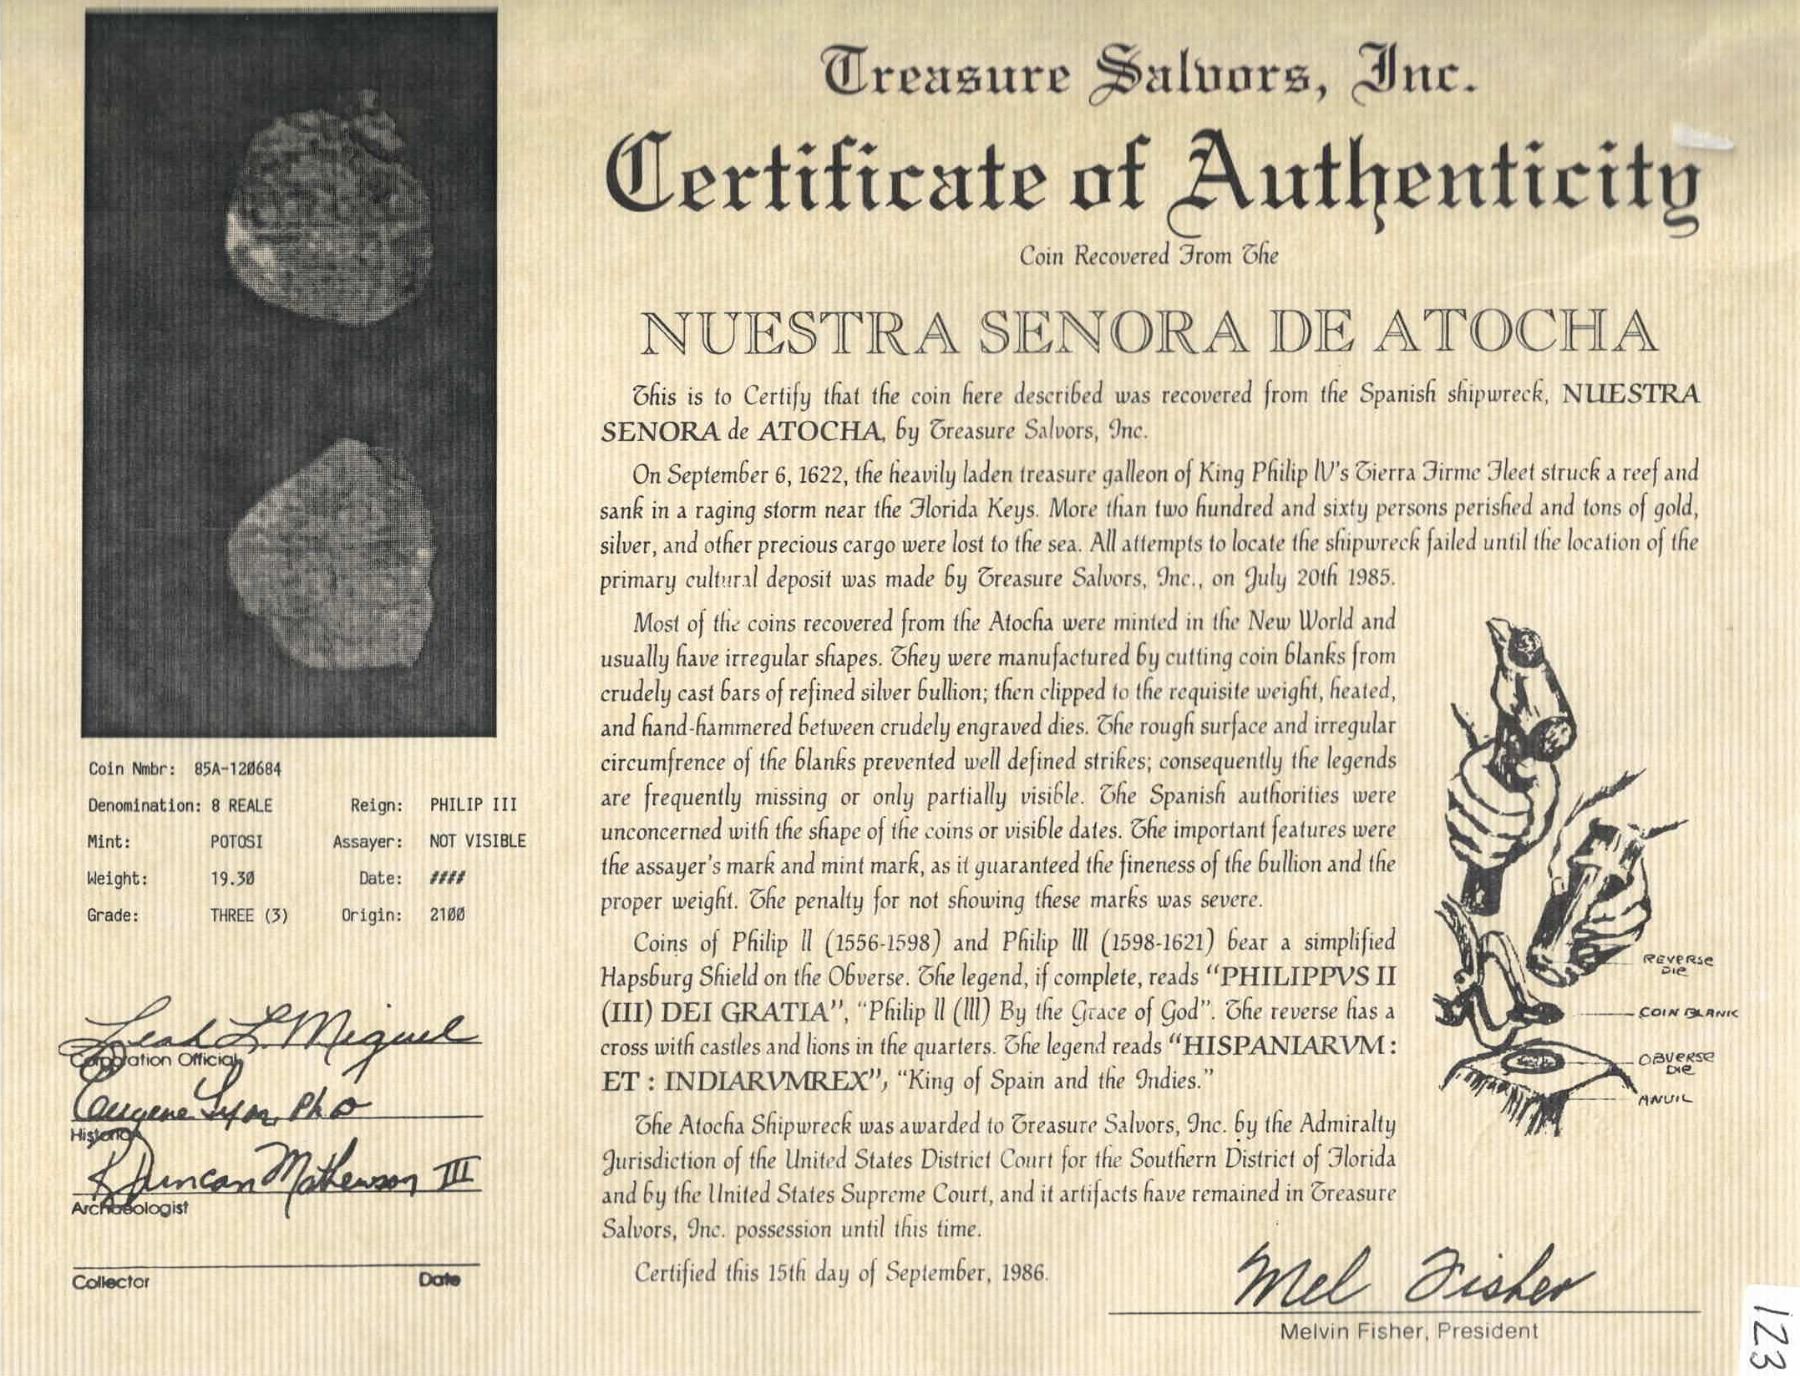 Treasure Salvors, Inc.
Certificate of Authenticity
Coin Recovered From The
NUESTRA SENORA DE ATOCHA
This is to Certify that the coin here described was recovered from the Spanish shipwreck, NUESTRA
SENORA de ATOCHA, by Treasure Salvors, Inc.
On September 6, 1622, the heavily laden treasure galleon of King Philip IV's Tierra Firme Fleet struck a reef and
sank in a raging storm near the Florida Keys. More than two hundred and sixty persons perished and tons of gold,
silver, and other precious cargo were lost to the sea. All attempts to locate the shipwreck failed until the location of the
primary cultural deposit was made by Treasure Salvors, Inc., on July 20th 1985.
Most of the coins recovered from the Atocha were minted in the New World and
usually have irregular shapes. They were manufactured by cutting coin blanks from
crudely cast bars of refined silver bullion; then clipped to the requisite weight, heated,
and hand-hammered between crudely engraved dies. The rough surface and irregular
circumfrence of the blanks prevented well defined strikes; consequently the legends
are frequently missing or only partially visible. The Spanish authorities were
unconcerned with the shape of the coins or visible dates. The important features were
the assayer's mark and mint mark, as it guaranteed the fineness of the bullion and the
proper weight. The penalty for not showing these marks was severe.
Coins of Philip II (1556-1598) and Philip III (1598-1621) bear a simplified
Hapsburg Shield on the Obverse. The legend, if complete, reads "PHILIPPVS II
(III) DEI GRATIA", "Philip II (III) By the Grace of God". The reverse has a
cross with castles and lions in the quarters. The legend reads "HISPANIARVM :
ET : INDIARVMREX", "King of Spain and the Indies."
The Atocha Shipwreck was awarded to Treasure Salvors, Inc. by the Admiralty
Jurisdiction of the United States District Court for the Southern District of Florida
and by the United States Supreme Court, and it artifacts have remained in Treasure
Salvors, Inc. possession until this time.
Certified this 15th day of September, 1986.
Mel Fisher
Melvin Fisher, President
REVERSE
DIE
COIN BLANK
OBVERSE
DIE
ANVIL
Coin Nmbr: 85A-120684
Denomination: 8 REALE Reign: PHILIP III
Mint: POTOSI Assayer: NOT VISIBLE
Weight: 19.30 Date: ####
Grade: THREE (3) Origin: 2100
Leah L. Miguel
Corporation Official
Eugene Lyon, PhD
Historian
R Duncan Mathewson III
Archaeologist
Collector Date
123